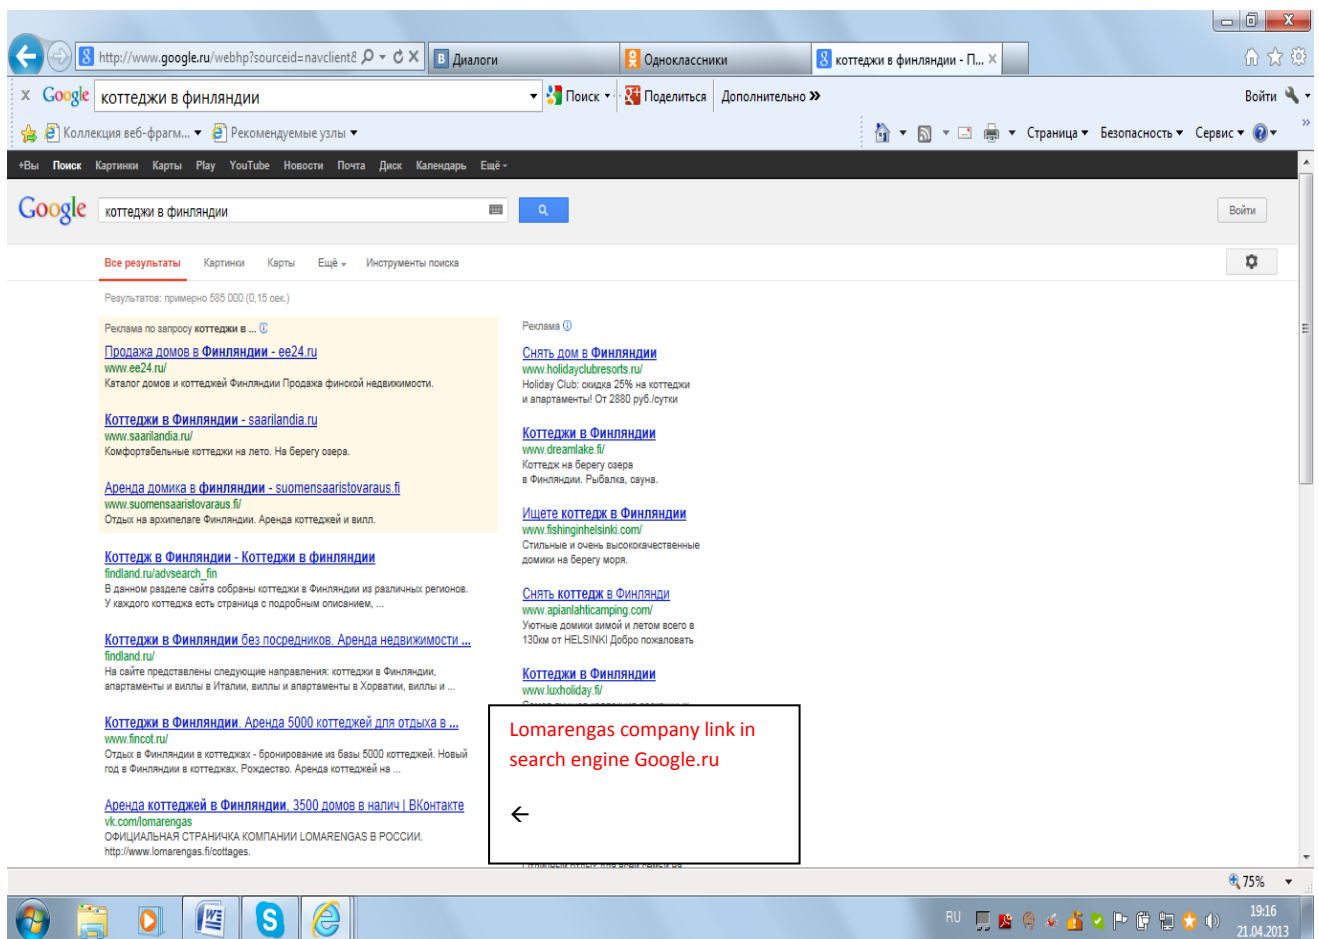 http://www.google.ru/webhp?sourceid=navclient8
Диалоги
Одноклассники
коттеджи в финляндии - П...
x Google коттеджи в финляндии
Поиск
Поделиться
Дополнительно »
Войти
Коллекция веб-фрагм...
Рекомендуемые узлы
Страница
Безопасность
Сервис
+Вы Поиск Картинки Карты Play YouTube Новости Почта Диск Календарь Ещё
Google
коттеджи в финляндии
Войти
Все результаты Картинки Карты Ещё Инструменты поиска
Результатов: примерно 585 000 (0,15 сек.)
Реклама по запросу коттеджи в ...
Продажа домов в Финляндии - ee24.ru
www.ee24.ru/
Каталог домов и коттеджей Финляндии Продажа финской недвижимости.
Коттеджи в Финляндии - saarilandia.ru
www.saarilandia.ru/
Комфортабельные коттеджи на лето. На берегу озера.
Аренда домика в финляндии - suomensaaristovaraus.fi
www.suomensaaristovaraus.fi/
Отдых на архипелаге Финляндии. Аренда коттеджей и вилл.
Коттедж в Финляндии - Коттеджи в финляндии
findland.ru/advsearch_fin
В данном разделе сайта собраны коттеджи в Финляндии из различных регионов.
У каждого коттеджа есть страница с подробным описанием, ...
Коттеджи в Финляндии без посредников. Аренда недвижимости ...
findland.ru/
На сайте представлены следующие направления: коттеджи в Финляндии,
апартаменты и виллы в Италии, виллы и апартаменты в Хорватии, виллы и ...
Коттеджи в Финляндии. Аренда 5000 коттеджей для отдыха в ...
www.fincot.ru/
Отдых в Финляндии в коттеджах - бронирование из базы 5000 коттеджей. Новый
год в Финляндии в коттеджах, Рождество. Аренда коттеджей на ...
Аренда коттеджей в Финляндии, 3500 домов в налич | ВКонтакте
vk.com/lomarengas
ОФИЦИАЛЬНАЯ СТРАНИЧКА КОМПАНИИ LOMARENGAS В РОССИИ.
http://www.lomarengas.fi/cottages.
Реклама
Снять дом в Финляндии
www.holidayclubresorts.ru/
Holiday Club: скидка 25% на коттеджи
и апартаменты! От 2880 руб./сутки
Коттеджи в Финляндии
www.dreamlake.fi/
Коттедж на берегу озера
в Финляндии. Рыбалка, сауна.
Ищете коттедж в Финляндии
www.fishinginhelsinki.com/
Стильные и очень высококачественные
домики на берегу моря.
Снять коттедж в Финлянди
www.apianlahticamping.com/
Уютные домики зимой и летом всего в
130км от HELSINKI Добро пожаловать
Коттеджи в Финляндии
www.luxholiday.fi/
Lomarengas company link in
search engine Google.ru
←
75%
RU
19:16
21.04.2013